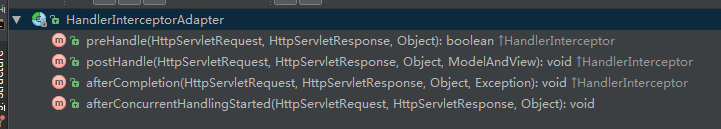 HandlerInterceptorAdapter
preHandle(HttpServletRequest, HttpServletResponse, Object): boolean ↑HandlerInterceptor
postHandle(HttpServletRequest, HttpServletResponse, Object, ModelAndView): void ↑HandlerInterceptor
afterCompletion(HttpServletRequest, HttpServletResponse, Object, Exception): void ↑HandlerInterceptor
afterConcurrentHandlingStarted(HttpServletRequest, HttpServletResponse, Object): void